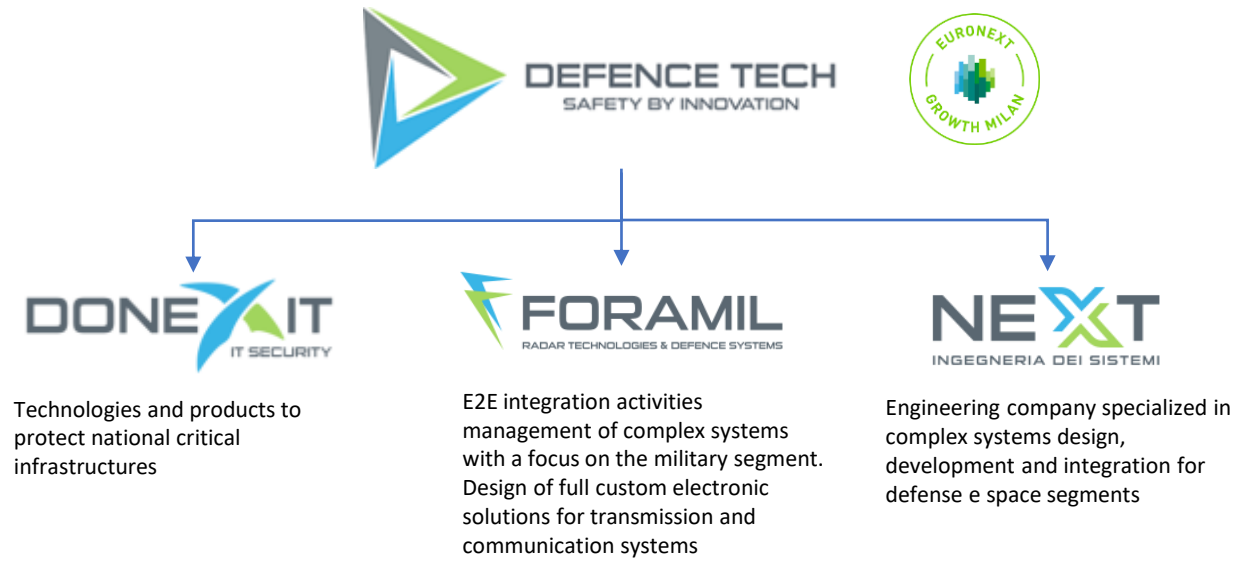 DEFENCE TECH
SAFETY BY INNOVATION
EURONEXT
GROWTH MILAN
DONEXIT
IT SECURITY
Technologies and products to
protect national critical
infrastructures
FORAMIL
RADAR TECHNOLOGIES & DEFENCE SYSTEMS
E2E integration activities
management of complex systems
with a focus on the military segment.
Design of full custom electronic
solutions for transmission and
communication systems
NEXT
INGEGNERIA DEI SISTEMI
Engineering company specialized in
complex systems design,
development and integration for
defense e space segments